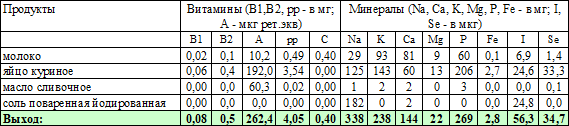 Продукты Витамины (B1,B2, pp - в мг; Минералы (Na, Ca, K, Mg, P, Fe - в мг; I,
А - мкг рет.экв) Se - в мкг)
B1 B2 A pp C Na K Ca Mg P Fe I Se
молоко 0,02 0,1 10,2 0,49 0,40 29 93 81 9 60 0,1 6,9 1,4
яйцо куриное 0,06 0,4 192,0 3,54 0,00 125 143 60 13 206 2,7 24,6 33,3
масло сливочное 0,00 0,0 60,3 0,02 0,00 1 2 2 0 3 0,0 0,0 0,1
соль поваренная йодированная 0,00 0,0 0,0 0,00 0,00 182 0 2 0 0 0,0 24,8 0,0
Выход: 0,08 0,5 262,4 4,05 0,40 338 238 144 22 269 2,8 56,3 34,7